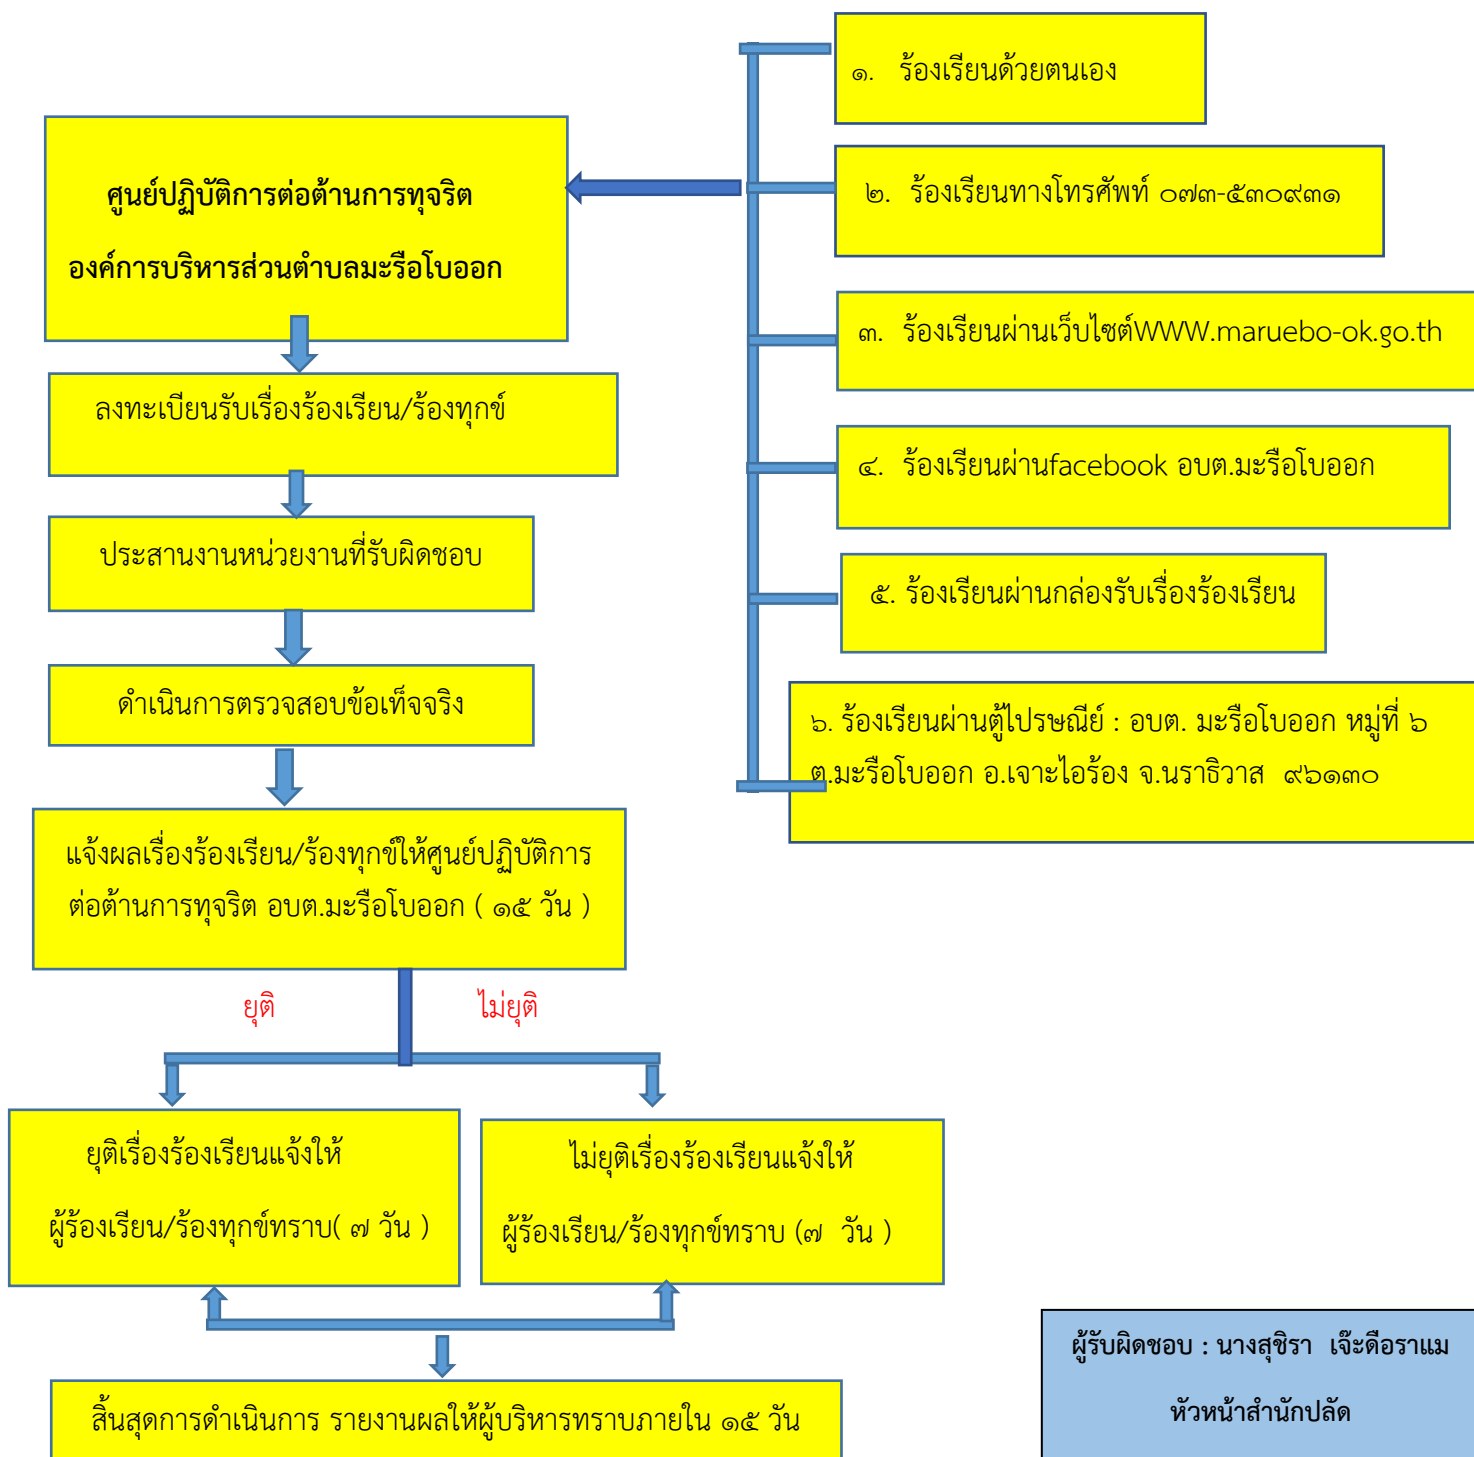 ศูนย์ปฏิบัติการต่อต้านการทุจริต
องค์การบริหารส่วนตำบลมะรือโบออก
๑. ร้องเรียนด้วยตนเอง
๒. ร้องเรียนทางโทรศัพท์ ๐๗๓-๕๓๐๙๓๑
๓. ร้องเรียนผ่านเว็บไซต์WWW.maruebo-ok.go.th
๔. ร้องเรียนผ่านfacebook อบต.มะรือโบออก
๕. ร้องเรียนผ่านกล่องรับเรื่องร้องเรียน
๖. ร้องเรียนผ่านตู้ไปรษณีย์ : อบต. มะรือโบออก หมู่ที่ ๖
ต.มะรือโบออก อ.เจาะไอร้อง จ.นราธิวาส ๙๖๑๓๐
ลงทะเบียนรับเรื่องร้องเรียน/ร้องทุกข์
ประสานงานหน่วยงานที่รับผิดชอบ
ดำเนินการตรวจสอบข้อเท็จจริง
แจ้งผลเรื่องร้องเรียน/ร้องทุกข์ให้ศูนย์ปฏิบัติการ
ต่อต้านการทุจริต อบต.มะรือโบออก ( ๑๕ วัน )
ยุติ
ไม่ยุติ
ยุติเรื่องร้องเรียนแจ้งให้
ผู้ร้องเรียน/ร้องทุกข์ทราบ( ๗ วัน )
ไม่ยุติเรื่องร้องเรียนแจ้งให้
ผู้ร้องเรียน/ร้องทุกข์ทราบ (๗ วัน )
สิ้นสุดการดำเนินการ รายงานผลให้ผู้บริหารทราบภายใน ๑๕ วัน
ผู้รับผิดชอบ : นางสุชิรา เจ๊ะดือราแม
หัวหน้าสำนักปลัด